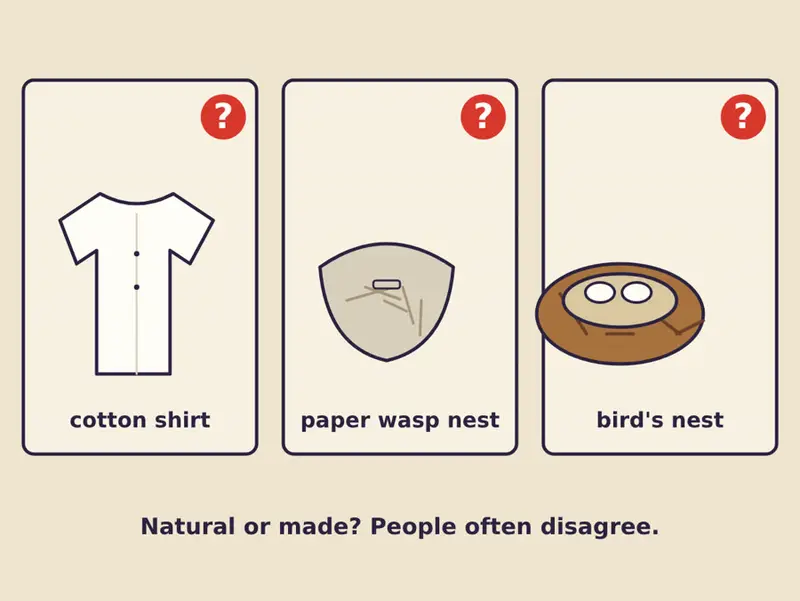 ?
?
?
cotton shirt
paper wasp nest
bird's nest
Natural or made? People often disagree.